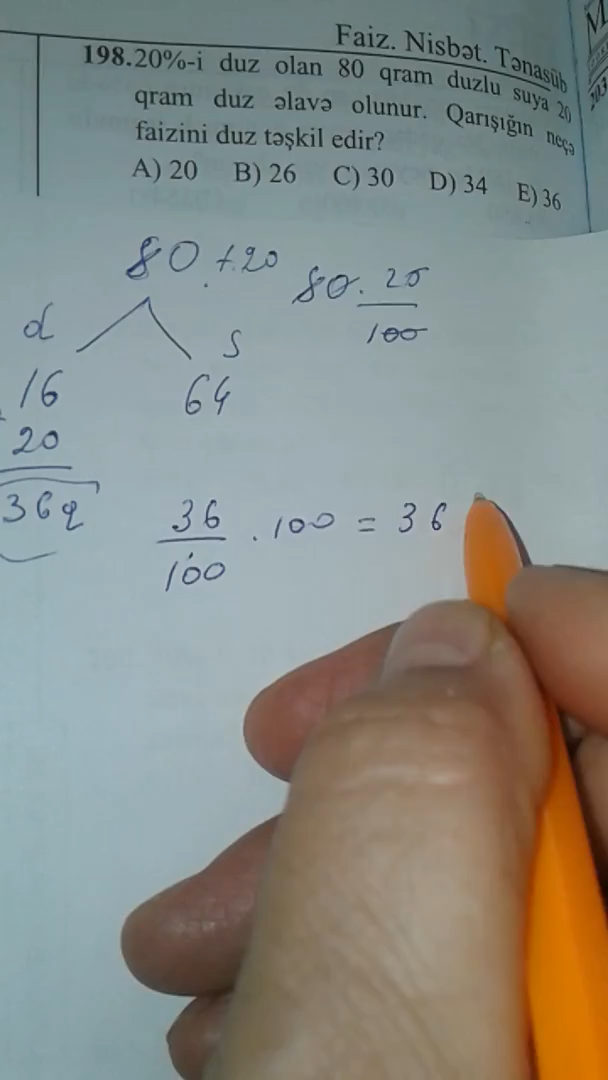 Faiz. Nisbət. Tənasüb
198. 20%-i duz olan 80 qram duzlu suya 20
qram duz əlavə olunur. Qarışığın neçə
faizini duz təşkil edir?
A) 20 B) 26 C) 30 D) 34 E) 36
80 + 20
80 · 20
100
d s
16 64
20
36q
36
100
· 100 = 36